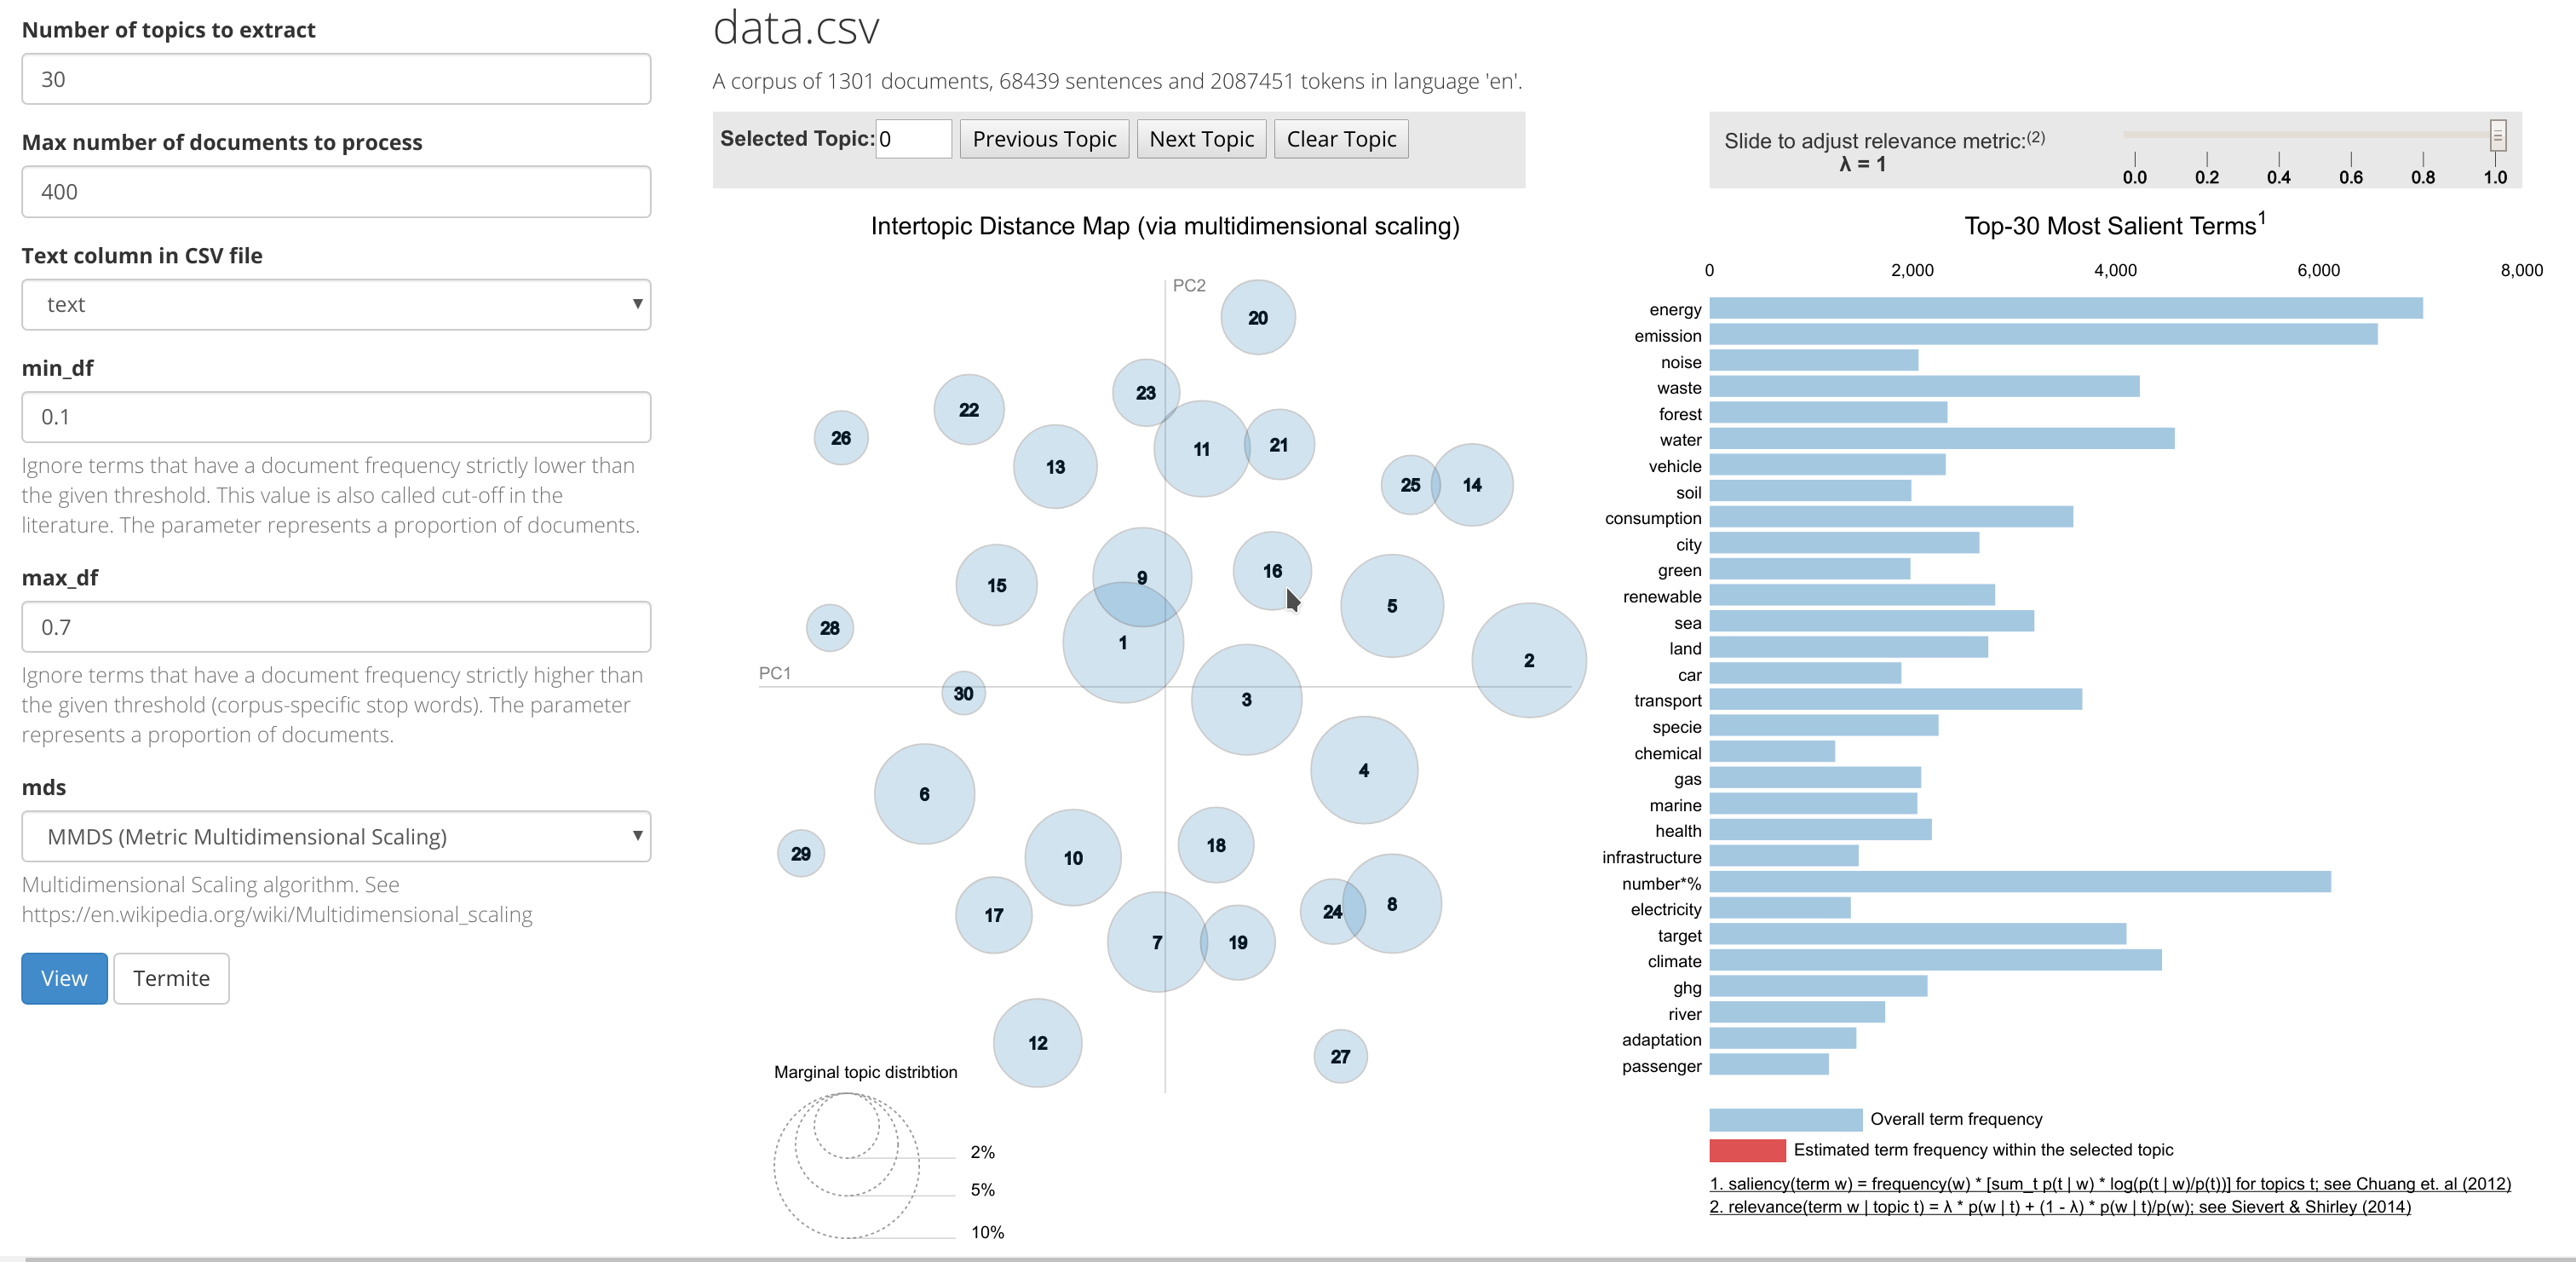 Number of topics to extract
30
Max number of documents to process
400
Text column in CSV file
text
min_df
0.1
Ignore terms that have a document frequency strictly lower than
the given threshold. This value is also called cut-off in the
literature. The parameter represents a proportion of documents.
max_df
0.7
Ignore terms that have a document frequency strictly higher than
the given threshold (corpus-specific stop words). The parameter
represents a proportion of documents.
mds
MMDS (Metric Multidimensional Scaling)
Multidimensional Scaling algorithm. See
https://en.wikipedia.org/wiki/Multidimensional_scaling
View Termite
data.csv
A corpus of 1301 documents, 68439 sentences and 2087451 tokens in language 'en'.
Selected Topic: 0 Previous Topic Next Topic Clear Topic
Intertopic Distance Map (via multidimensional scaling)
PC2
20
23
22
26
11
21
13
25
14
16
9
15
5
28
1
2
PC1
30
3
4
6
18
29
10
8
24
17
7
19
12
27
Marginal topic distribtion
2%
5%
10%
Slide to adjust relevance metric:(2)
λ = 1
0.0 0.2 0.4 0.6 0.8 1.0
Top-30 Most Salient Terms1
0 2,000 4,000 6,000 8,000
energy
emission
noise
waste
forest
water
vehicle
soil
consumption
city
green
renewable
sea
land
car
transport
specie
chemical
gas
marine
health
infrastructure
number*%
electricity
target
climate
ghg
river
adaptation
passenger
Overall term frequency
Estimated term frequency within the selected topic
1. saliency(term w) = frequency(w) * [sum_t p(t | w) * log(p(t | w)/p(t))] for topics t; see Chuang et. al (2012)
2. relevance(term w | topic t) = λ * p(w | t) + (1 - λ) * p(w | t)/p(w); see Sievert & Shirley (2014)